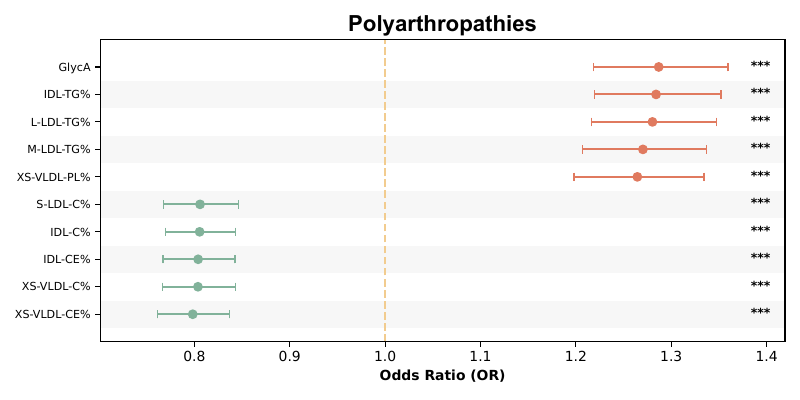 Polyarthropathies
GlycA ***
IDL-TG% ***
L-LDL-TG% ***
M-LDL-TG% ***
XS-VLDL-PL% ***
S-LDL-C% ***
IDL-C% ***
IDL-CE% ***
XS-VLDL-C% ***
XS-VLDL-CE% ***
0.8 0.9 1.0 1.1 1.2 1.3 1.4
Odds Ratio (OR)